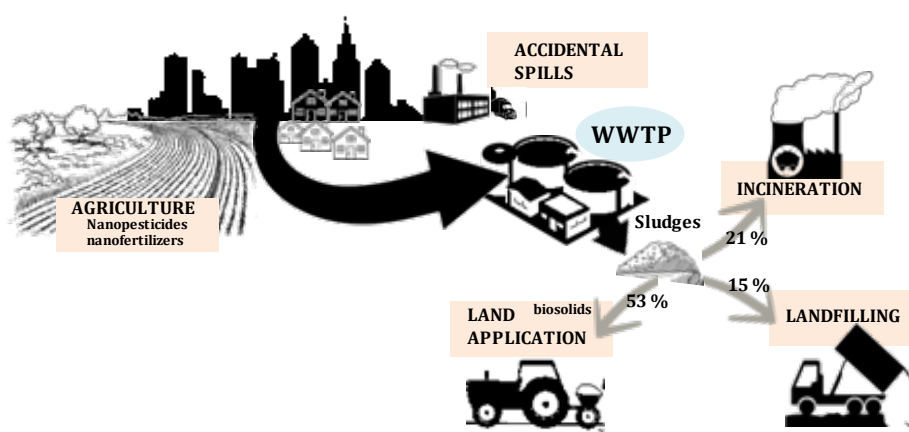 ACCIDENTAL
SPILLS
WWTP
INCINERATION
AGRICULTURE
Nanopesticides
nanofertilizers
Sludges
21 %
15 %
53 %
LAND biosolids
APPLICATION
LANDFILLING